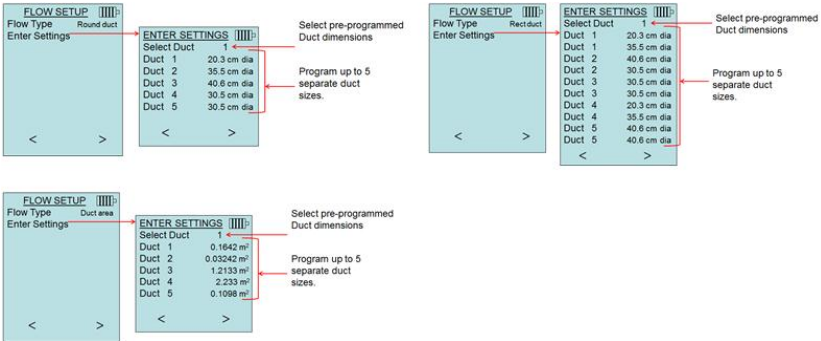 FLOW SETUP
Flow Type Round duct
Enter Settings
< >
ENTER SETTINGS
Select Duct 1
Duct 1 20.3 cm dia
Duct 2 35.5 cm dia
Duct 3 40.6 cm dia
Duct 4 30.5 cm dia
Duct 5 30.5 cm dia
< >
Select pre-programmed
Duct dimensions
Program up to 5
separate duct
sizes.
FLOW SETUP
Flow Type Rect duct
Enter Settings
< >
ENTER SETTINGS
Select Duct 1
Duct 1 20.3 cm dia
Duct 1 35.5 cm dia
Duct 2 40.6 cm dia
Duct 2 30.5 cm dia
Duct 3 30.5 cm dia
Duct 3 30.5 cm dia
Duct 4 20.3 cm dia
Duct 4 35.5 cm dia
Duct 5 40.6 cm dia
Duct 5 40.6 cm dia
< >
Select pre-programmed
Duct dimensions
Program up to 5
separate duct
sizes.
FLOW SETUP
Flow Type Duct area
Enter Settings
< >
ENTER SETTINGS
Select Duct 1
Duct 1 0.1642 m²
Duct 2 0.03242 m²
Duct 3 1.2133 m²
Duct 4 2.233 m²
Duct 5 0.1098 m²
< >
Select pre-programmed
Duct dimensions
Program up to 5
separate duct
sizes.